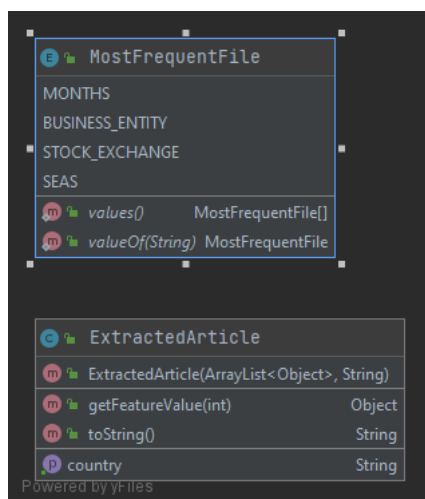 MostFrequentFile
MONTHS
BUSINESS_ENTITY
STOCK_EXCHANGE
SEAS
values() MostFrequentFile[]
valueOf(String) MostFrequentFile
ExtractedArticle
ExtractedArticle(ArrayList<Object>, String)
getFeatureValue(int) Object
toString() String
country String
Powered by yFiles